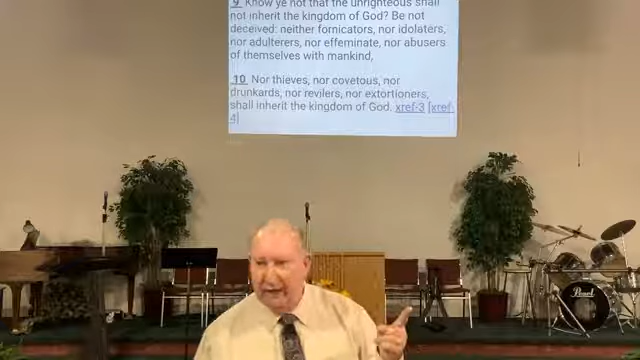 9 Know ye not that the unrighteous shall
not inherit the kingdom of God? Be not
deceived: neither fornicators, nor idolaters,
nor adulterers, nor effeminate, nor abusers
of themselves with mankind,
10 Nor thieves, nor covetous, nor
drunkards, nor revilers, nor extortioners,
shall inherit the kingdom of God. xref-3 [xref-
4]
Pearl